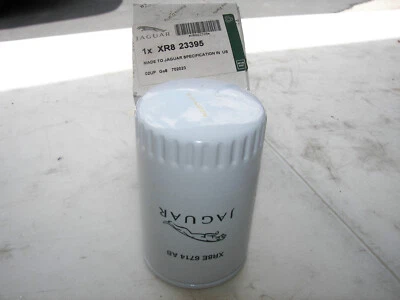 JAGUAR
1x XR8 23395
MADE TO JAGUAR SPECIFICATION IN US
JAGUAR
XR8E 6714 AB